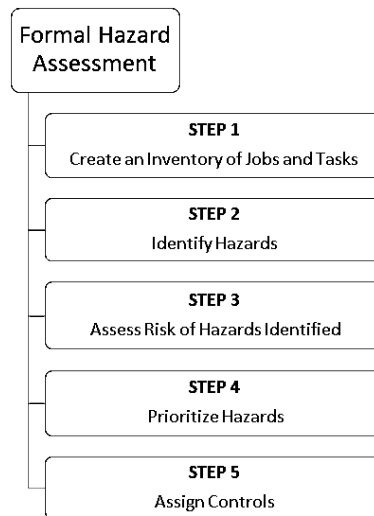 Formal Hazard
Assessment
STEP 1
Create an Inventory of Jobs and Tasks
STEP 2
Identify Hazards
STEP 3
Assess Risk of Hazards Identified
STEP 4
Prioritize Hazards
STEP 5
Assign Controls